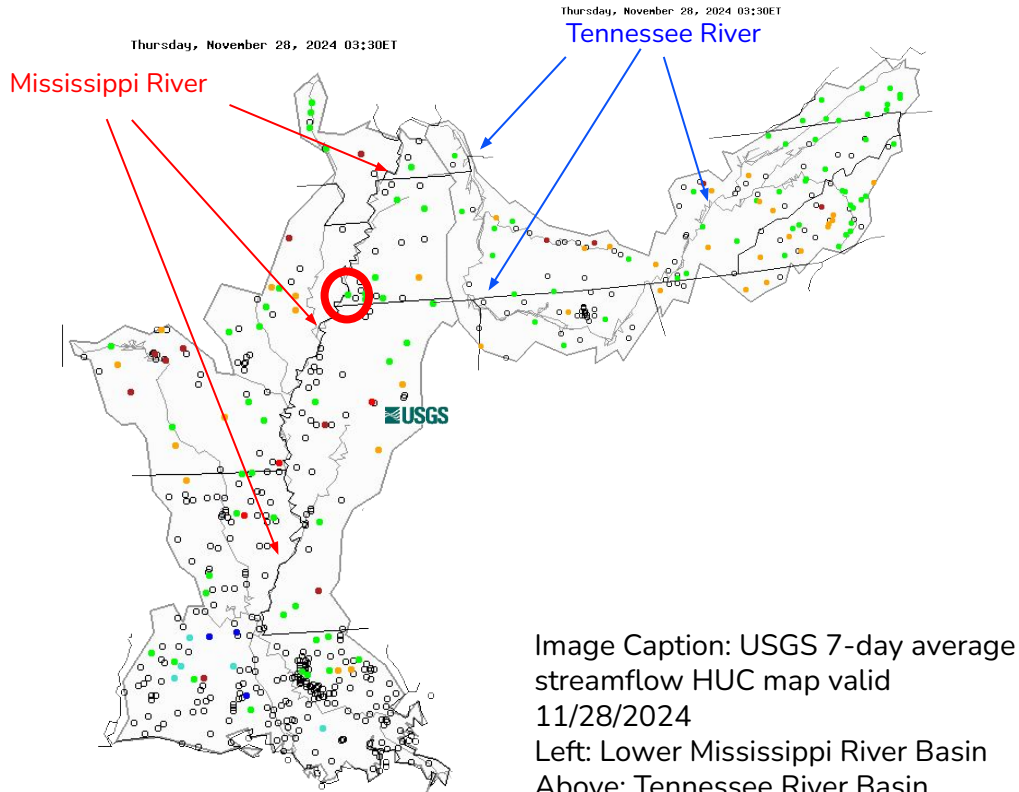 Thursday, November 28, 2024 03:30ET
Tennessee River
Thursday, November 28, 2024 03:30ET
Mississippi River
USGS
Image Caption: USGS 7-day average
streamflow HUC map valid
11/28/2024
Left: Lower Mississippi River Basin
Above: Tennessee River Basin